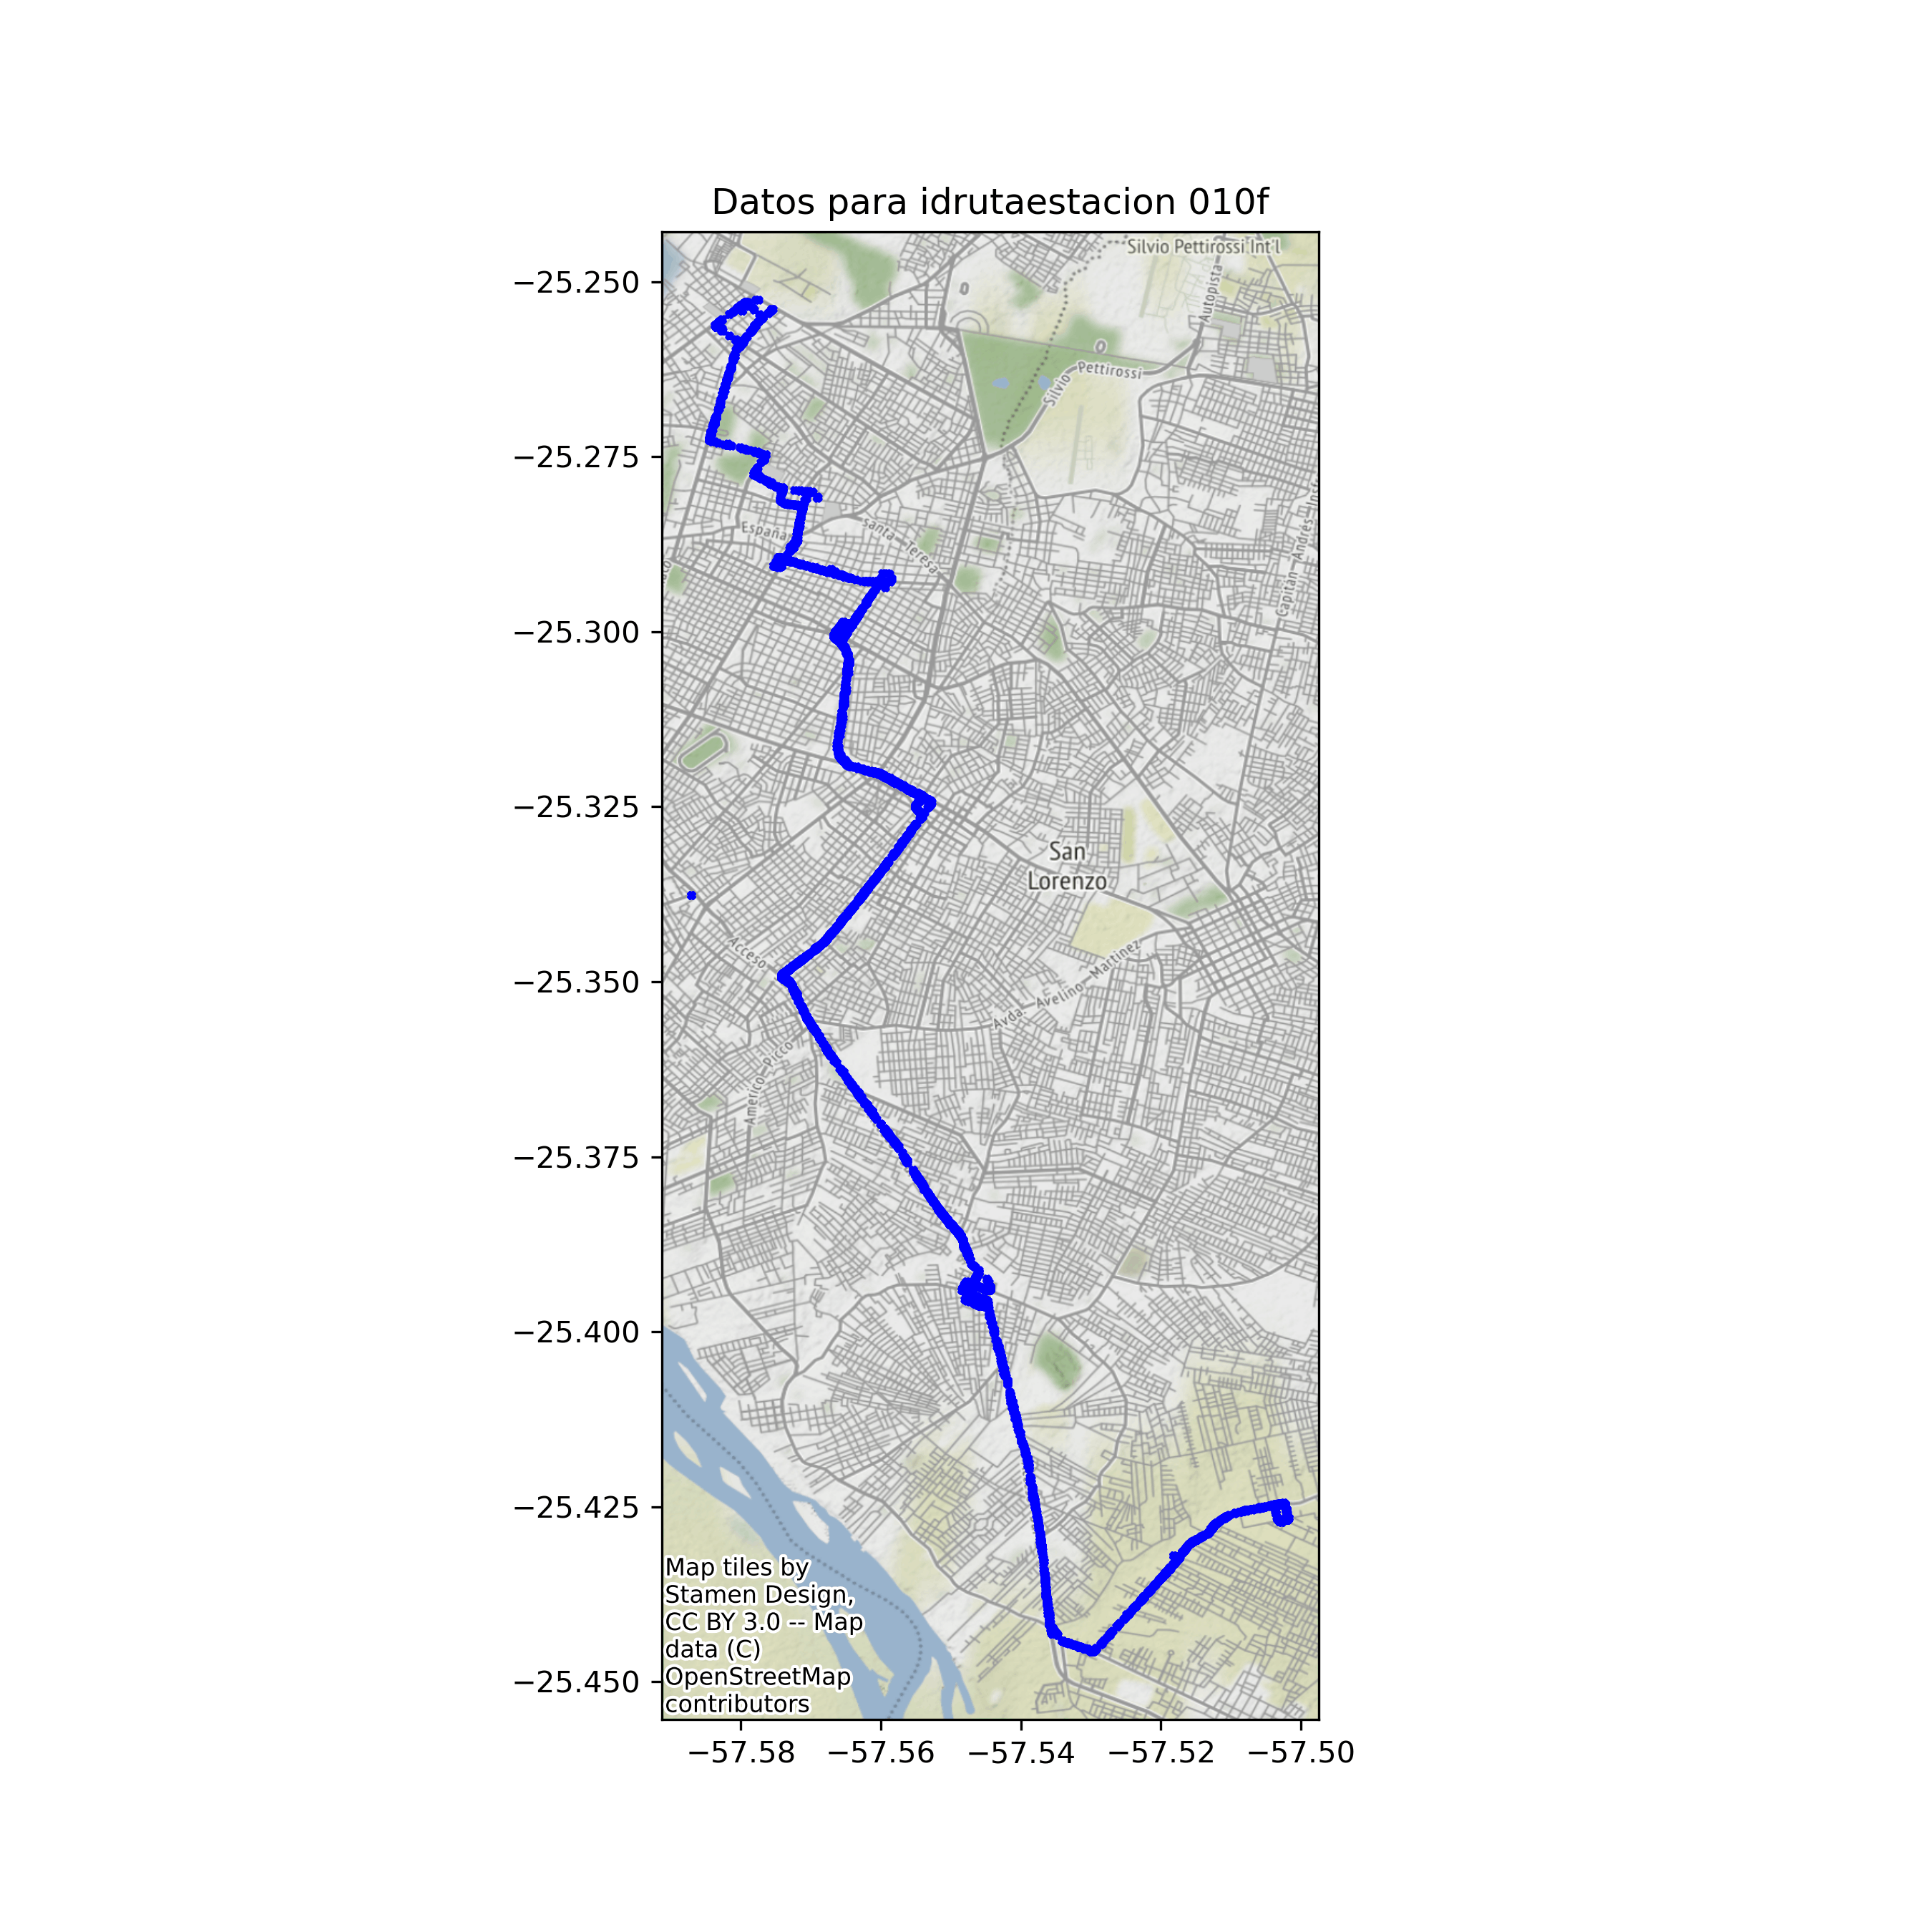 Datos para idrutaestacion 010f
Silvio Pettirossi Int'l
Autopista
Silvio Pettirossi
España
santa Teresa
Capitán Andrés Insf
San
Lorenzo
Acceso
Avda. Avelino Martinez
Americo Picco
Map tiles by
Stamen Design,
CC BY 3.0 -- Map
data (C)
OpenStreetMap
contributors
−25.250
−25.275
−25.300
−25.325
−25.350
−25.375
−25.400
−25.425
−25.450
−57.58
−57.56
−57.54
−57.52
−57.50